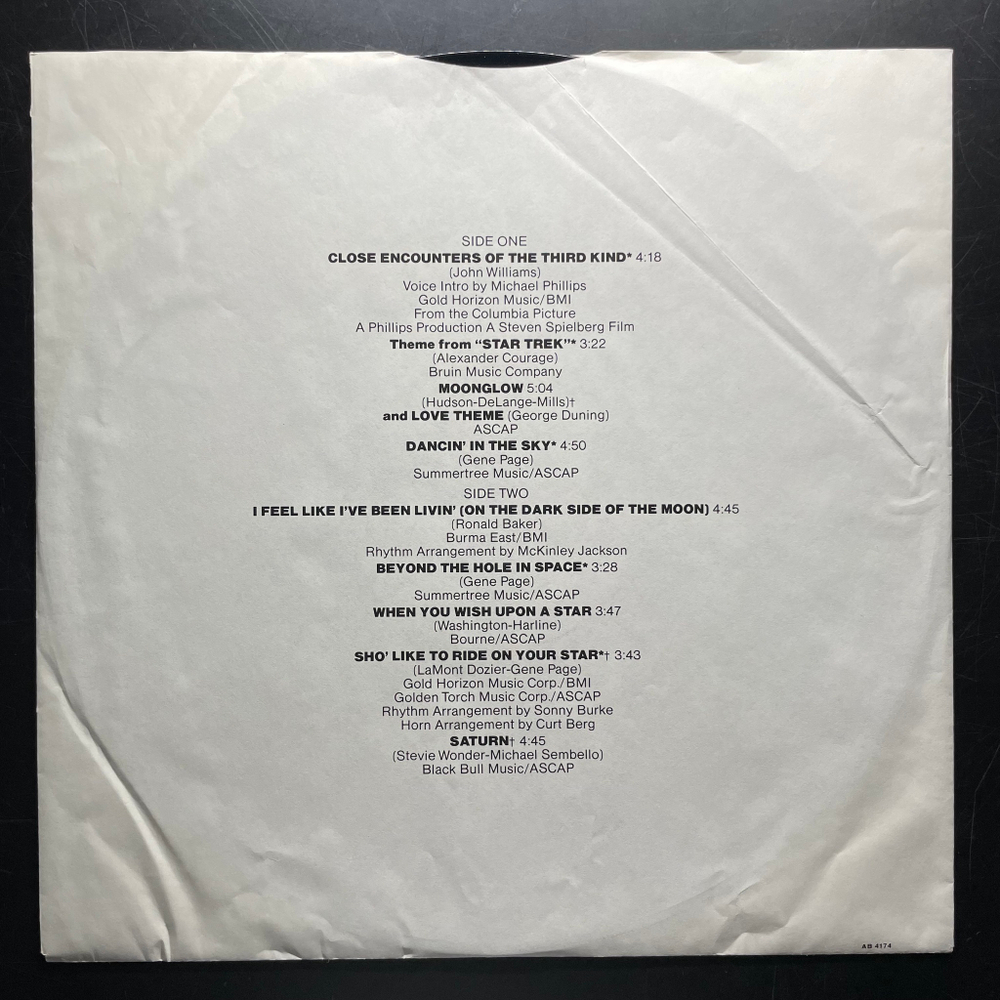 SIDE ONE
CLOSE ENCOUNTERS OF THE THIRD KIND* 4:18
(John Williams)
Voice Intro by Michael Phillips
Gold Horizon Music/BMI
From the Columbia Picture
A Phillips Production A Steven Spielberg Film
Theme from “STAR TREK”* 3:22
(Alexander Courage)
Bruin Music Company
MOONGLOW 5:04
(Hudson-DeLange-Mills)†
and LOVE THEME (George Duning)
ASCAP
DANCIN’ IN THE SKY* 4:50
(Gene Page)
Summertree Music/ASCAP
SIDE TWO
I FEEL LIKE I’VE BEEN LIVIN’ (ON THE DARK SIDE OF THE MOON) 4:45
(Ronald Baker)
Burma East/BMI
Rhythm Arrangement by McKinley Jackson
BEYOND THE HOLE IN SPACE* 3:28
(Gene Page)
Summertree Music/ASCAP
WHEN YOU WISH UPON A STAR 3:47
(Washington-Harline)
Bourne/ASCAP
SHO’ LIKE TO RIDE ON YOUR STAR*† 3:43
(LaMont Dozier-Gene Page)
Gold Horizon Music Corp./BMI
Golden Torch Music Corp./ASCAP
Rhythm Arrangement by Sonny Burke
Horn Arrangement by Curt Berg
SATURN† 4:45
(Stevie Wonder-Michael Sembello)
Black Bull Music/ASCAP
AB 4174